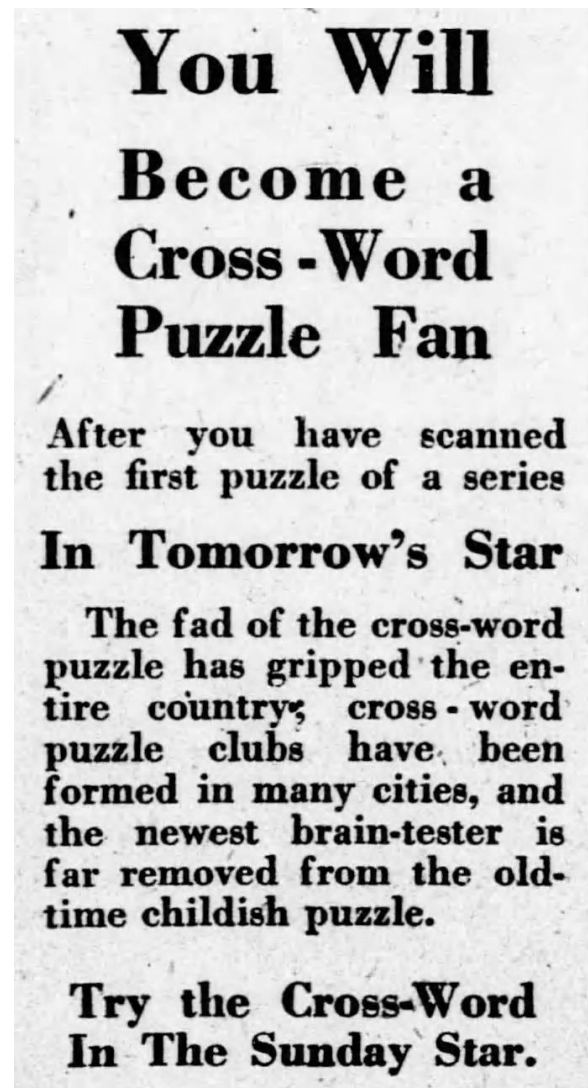 You Will
Become a
Cross-Word
Puzzle Fan
After you have scanned
the first puzzle of a series
In Tomorrow's Star
The fad of the cross-word
puzzle has gripped the en-
tire country; cross-word
puzzle clubs have been
formed in many cities, and
the newest brain-tester is
far removed from the old-
time childish puzzle.
Try the Cross-Word
In The Sunday Star.